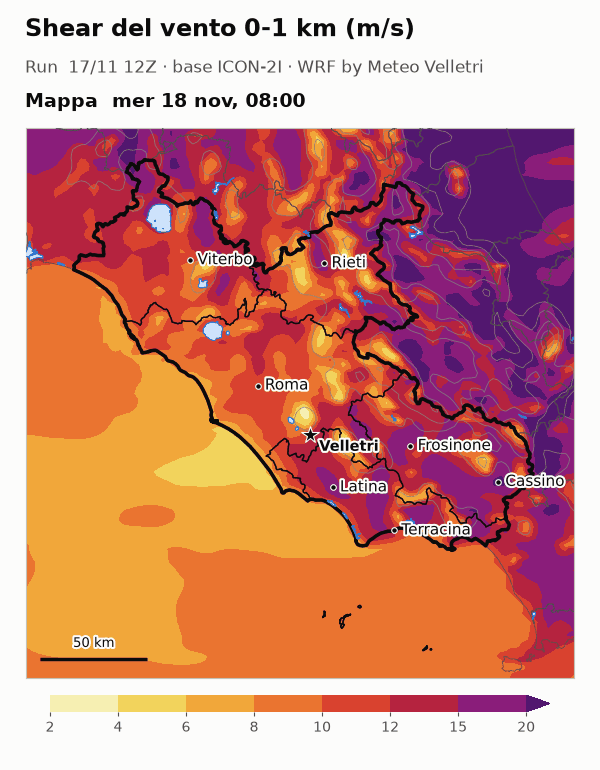 Shear del vento 0-1 km (m/s)
Run  17/11 12Z · base ICON-2I · WRF by Meteo Velletri
Mappa  mer 18 nov, 08:00
Viterbo
Rieti
Roma
Velletri
Frosinone
Cassino
Latina
Terracina
50 km
2 4 6 8 10 12 15 20